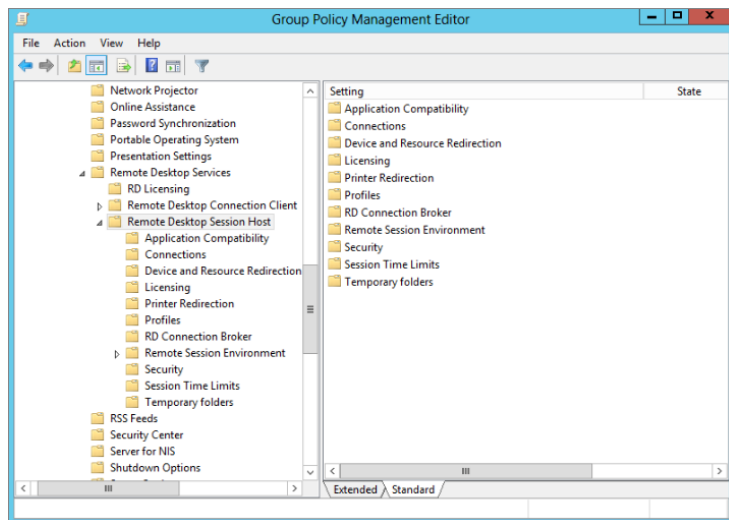 Group Policy Management Editor
File Action View Help
Network Projector
Online Assistance
Password Synchronization
Portable Operating System
Presentation Settings
Remote Desktop Services
RD Licensing
Remote Desktop Connection Client
Remote Desktop Session Host
Application Compatibility
Connections
Device and Resource Redirection
Licensing
Printer Redirection
Profiles
RD Connection Broker
Remote Session Environment
Security
Session Time Limits
Temporary folders
RSS Feeds
Security Center
Server for NIS
Shutdown Options
Setting State
Application Compatibility
Connections
Device and Resource Redirection
Licensing
Printer Redirection
Profiles
RD Connection Broker
Remote Session Environment
Security
Session Time Limits
Temporary folders
Extended Standard